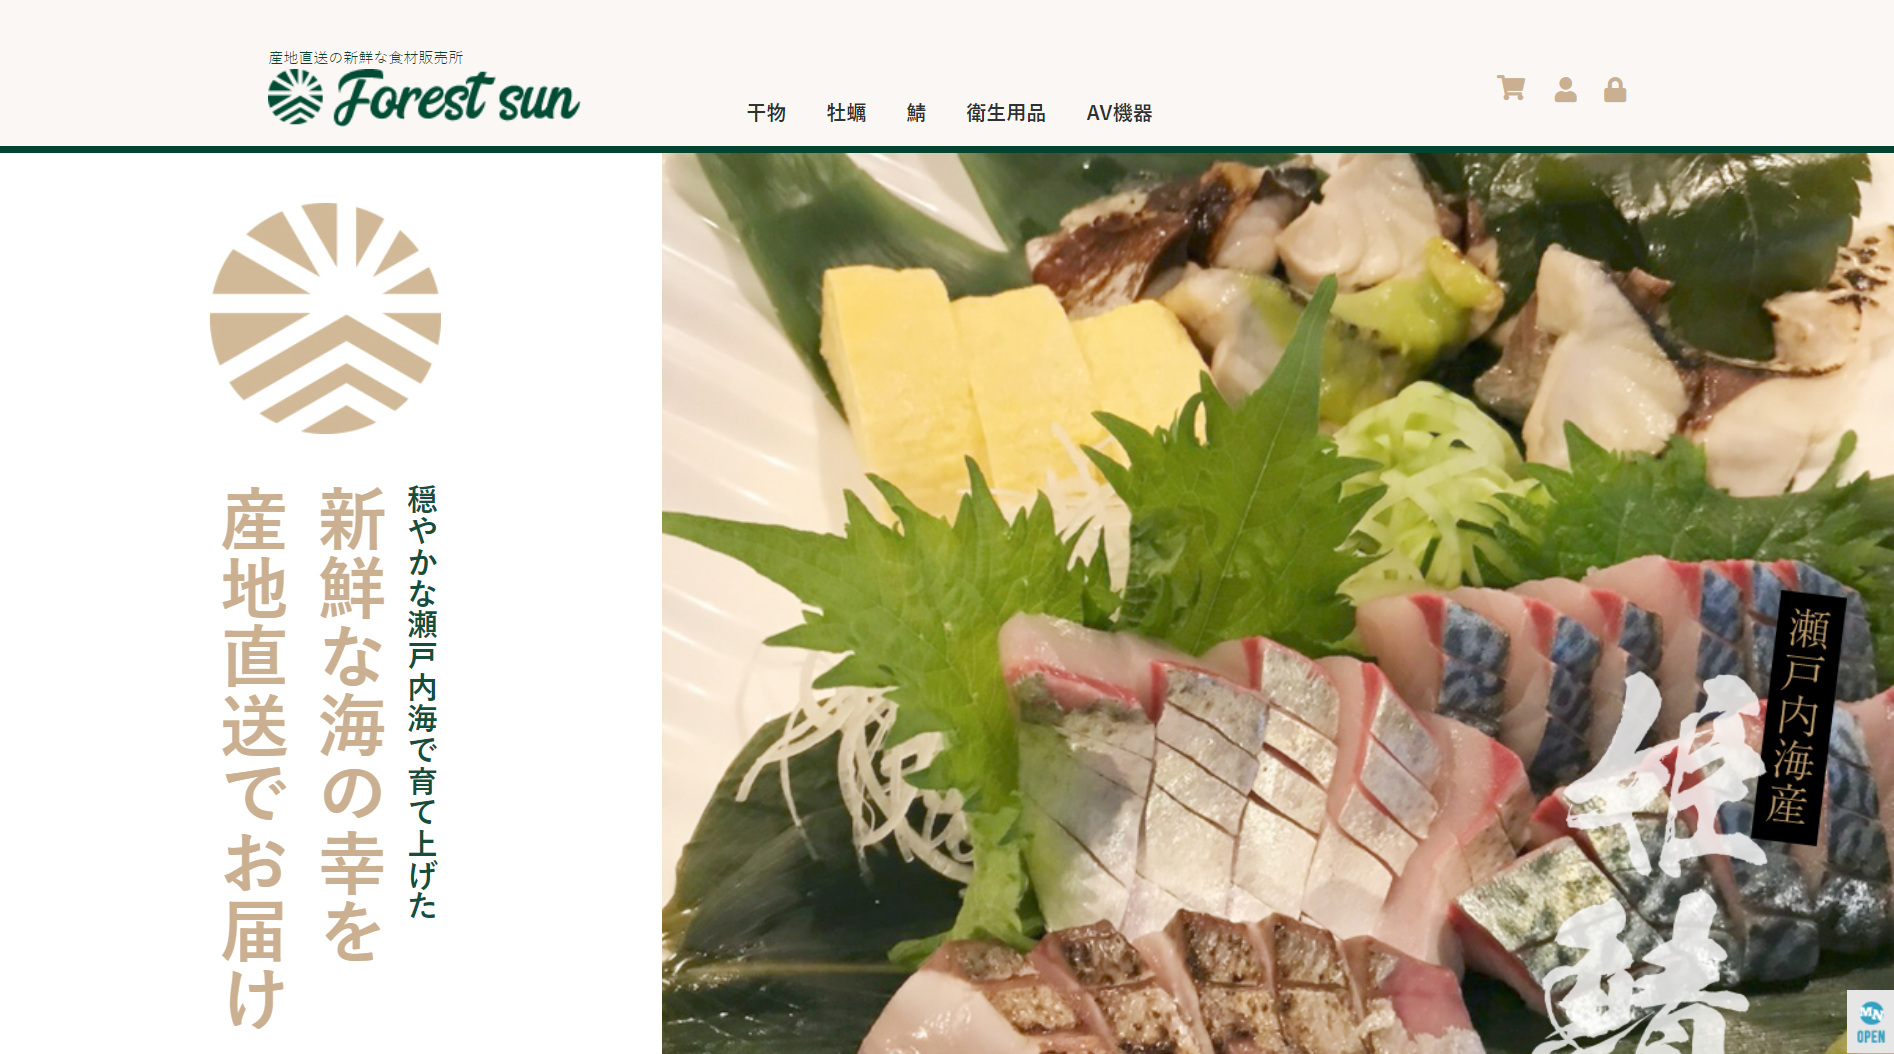 産地直送の新鮮な食材販売所
Forest sun
干物
牡蠣
鯖
衛生用品
AV機器
穏やかな瀬戸内海で育て上げた
新鮮な海の幸を
産地直送でお届け
瀬戸内海産
姫鯖
MN
OPEN